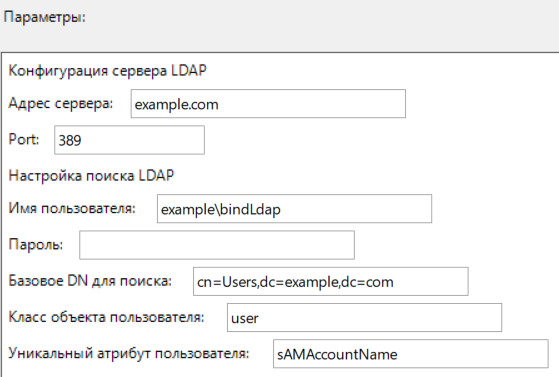 Параметры:
Конфигурация сервера LDAP
Адрес сервера: example.com
Port: 389
Настройка поиска LDAP
Имя пользователя: example\bindLdap
Пароль:
Базовое DN для поиска: cn=Users,dc=example,dc=com
Класс объекта пользователя: user
Уникальный атрибут пользователя: sAMAccountName